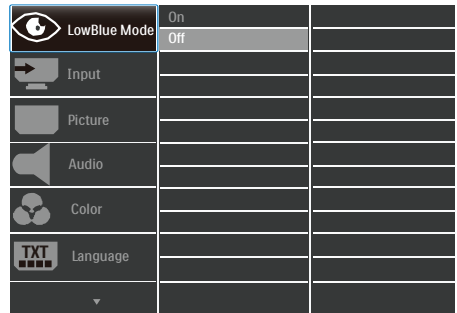 LowBlue Mode
On
Off
Input
Picture
Audio
Color
TXT
Language